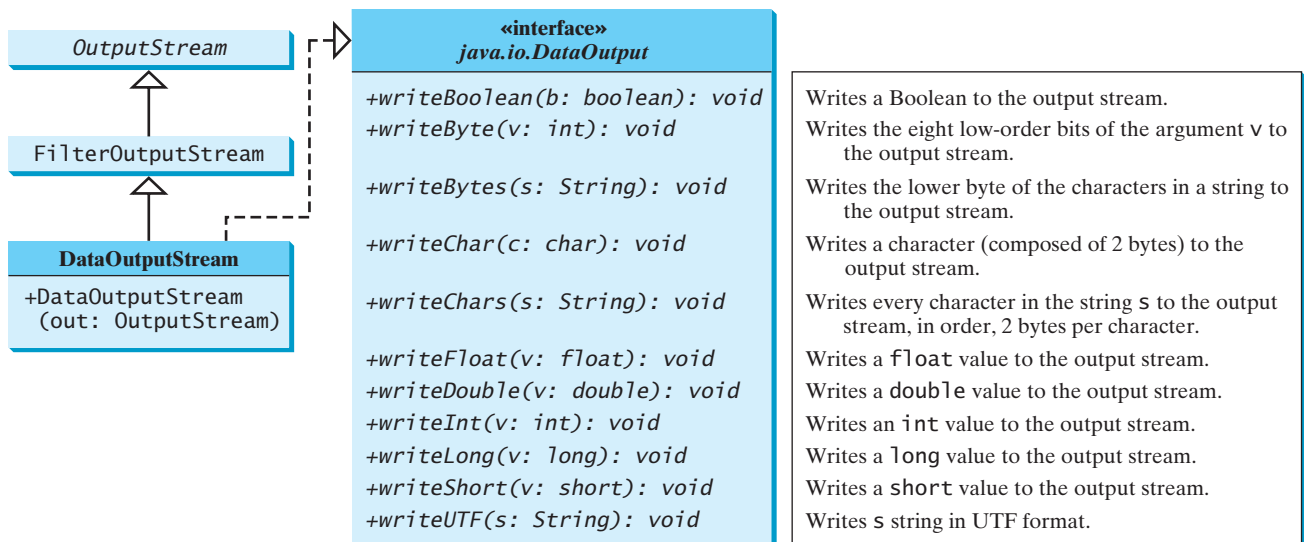 OutputStream
FilterOutputStream
DataOutputStream
+DataOutputStream
(out: OutputStream)
«interface»
java.io.DataOutput
+writeBoolean(b: boolean): void
+writeByte(v: int): void
+writeBytes(s: String): void
+writeChar(c: char): void
+writeChars(s: String): void
+writeFloat(v: float): void
+writeDouble(v: double): void
+writeInt(v: int): void
+writeLong(v: long): void
+writeShort(v: short): void
+writeUTF(s: String): void
Writes a Boolean to the output stream.
Writes the eight low-order bits of the argument v to
the output stream.
Writes the lower byte of the characters in a string to
the output stream.
Writes a character (composed of 2 bytes) to the
output stream.
Writes every character in the string s to the output
stream, in order, 2 bytes per character.
Writes a float value to the output stream.
Writes a double value to the output stream.
Writes an int value to the output stream.
Writes a long value to the output stream.
Writes a short value to the output stream.
Writes s string in UTF format.